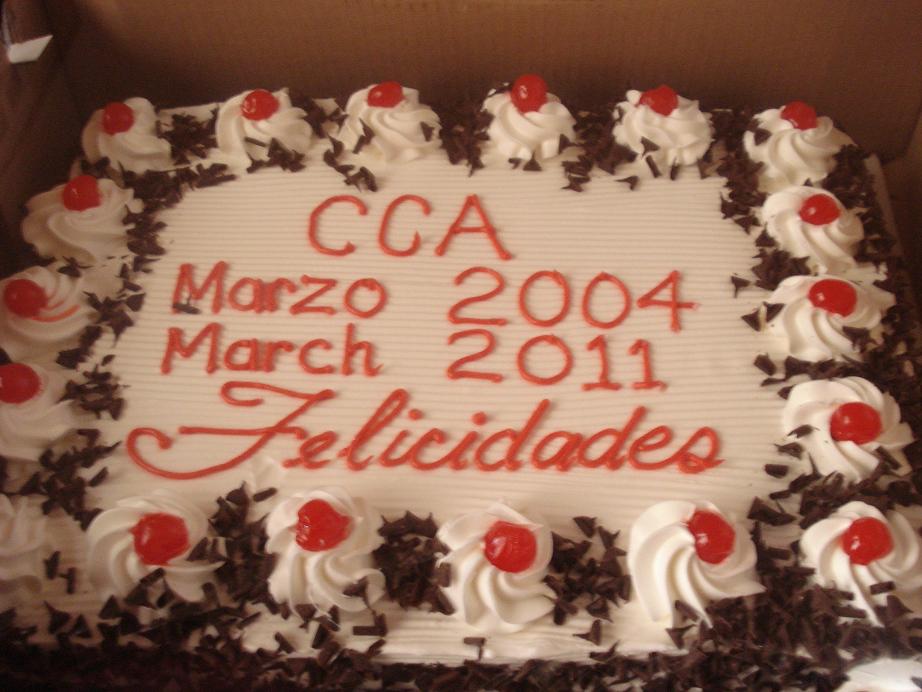 CCA
Marzo 2004
March 2011
Felicidades